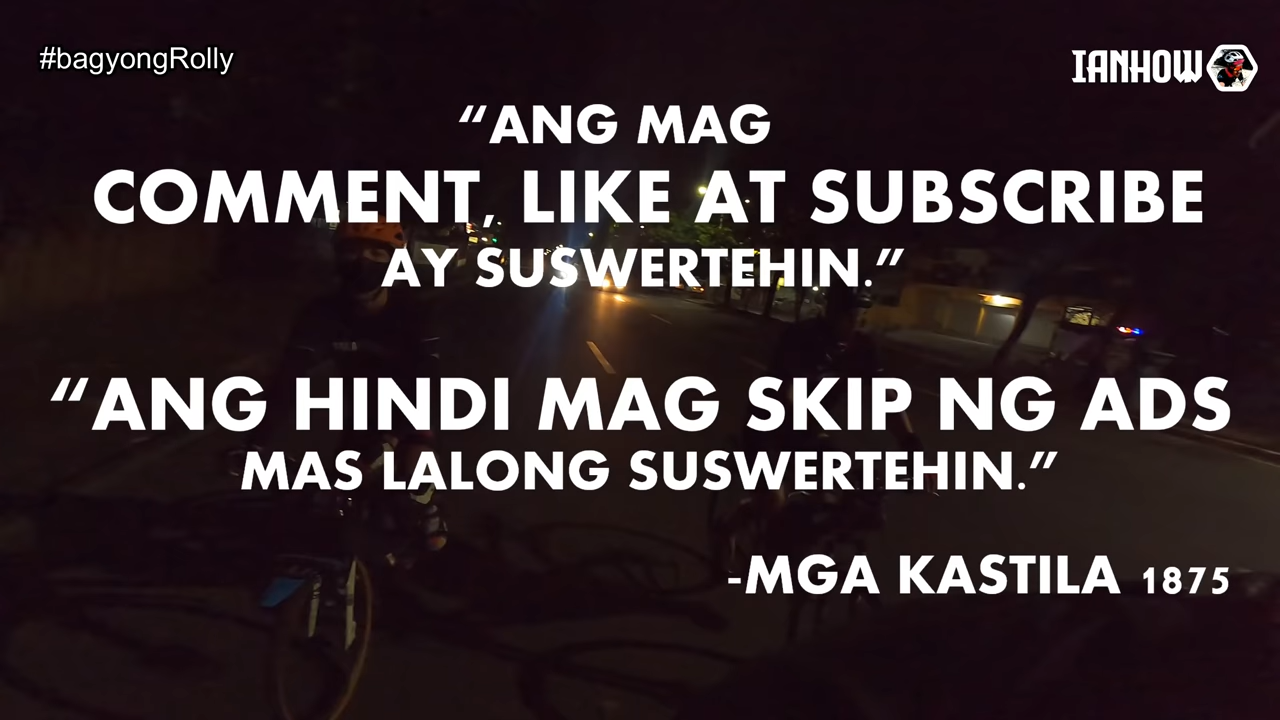 #bagyongRolly
IANHOW
“ANG MAG
COMMENT, LIKE AT SUBSCRIBE
AY SUSWERTEHIN.”
“ANG HINDI MAG SKIP NG ADS
MAS LALONG SUSWERTEHIN.”
-MGA KASTILA 1875